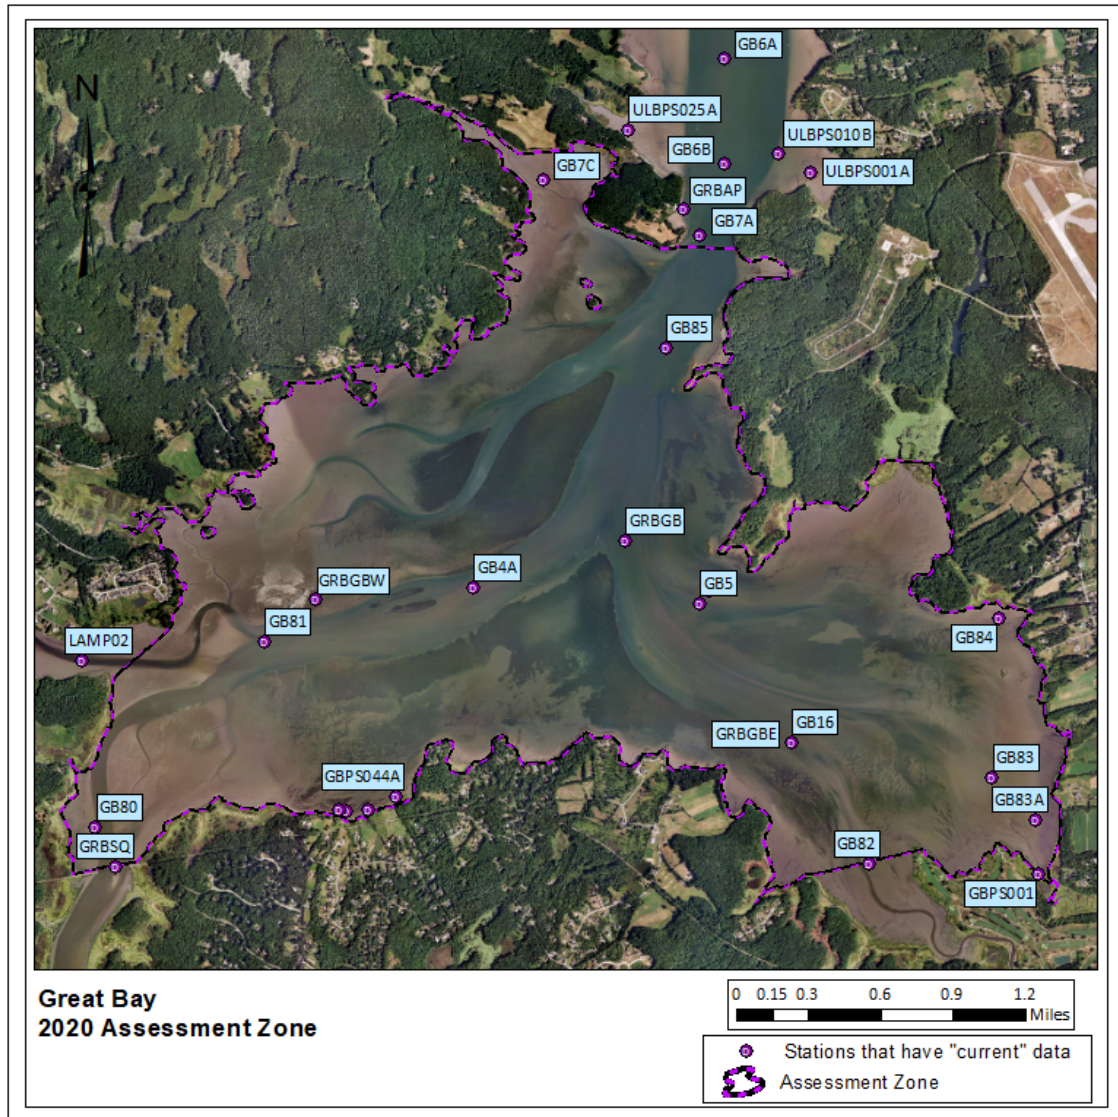 GB6A
N
ULBPS025A
ULBPS010B
GB6B
GB7C
ULBPS001A
GRBAP
GB7A
GB85
GRBGB
GB4A
GRBGBW
GB5
GB81
GB84
LAMP02
GRBGBE
GB16
GB83
GBPS044A
GB83A
GB80
GB82
GRBSQ
GBPS001
Great Bay
2020 Assessment Zone
0 0.15 0.3 0.6 0.9 1.2
Miles
D Stations that have "current" data
Assessment Zone